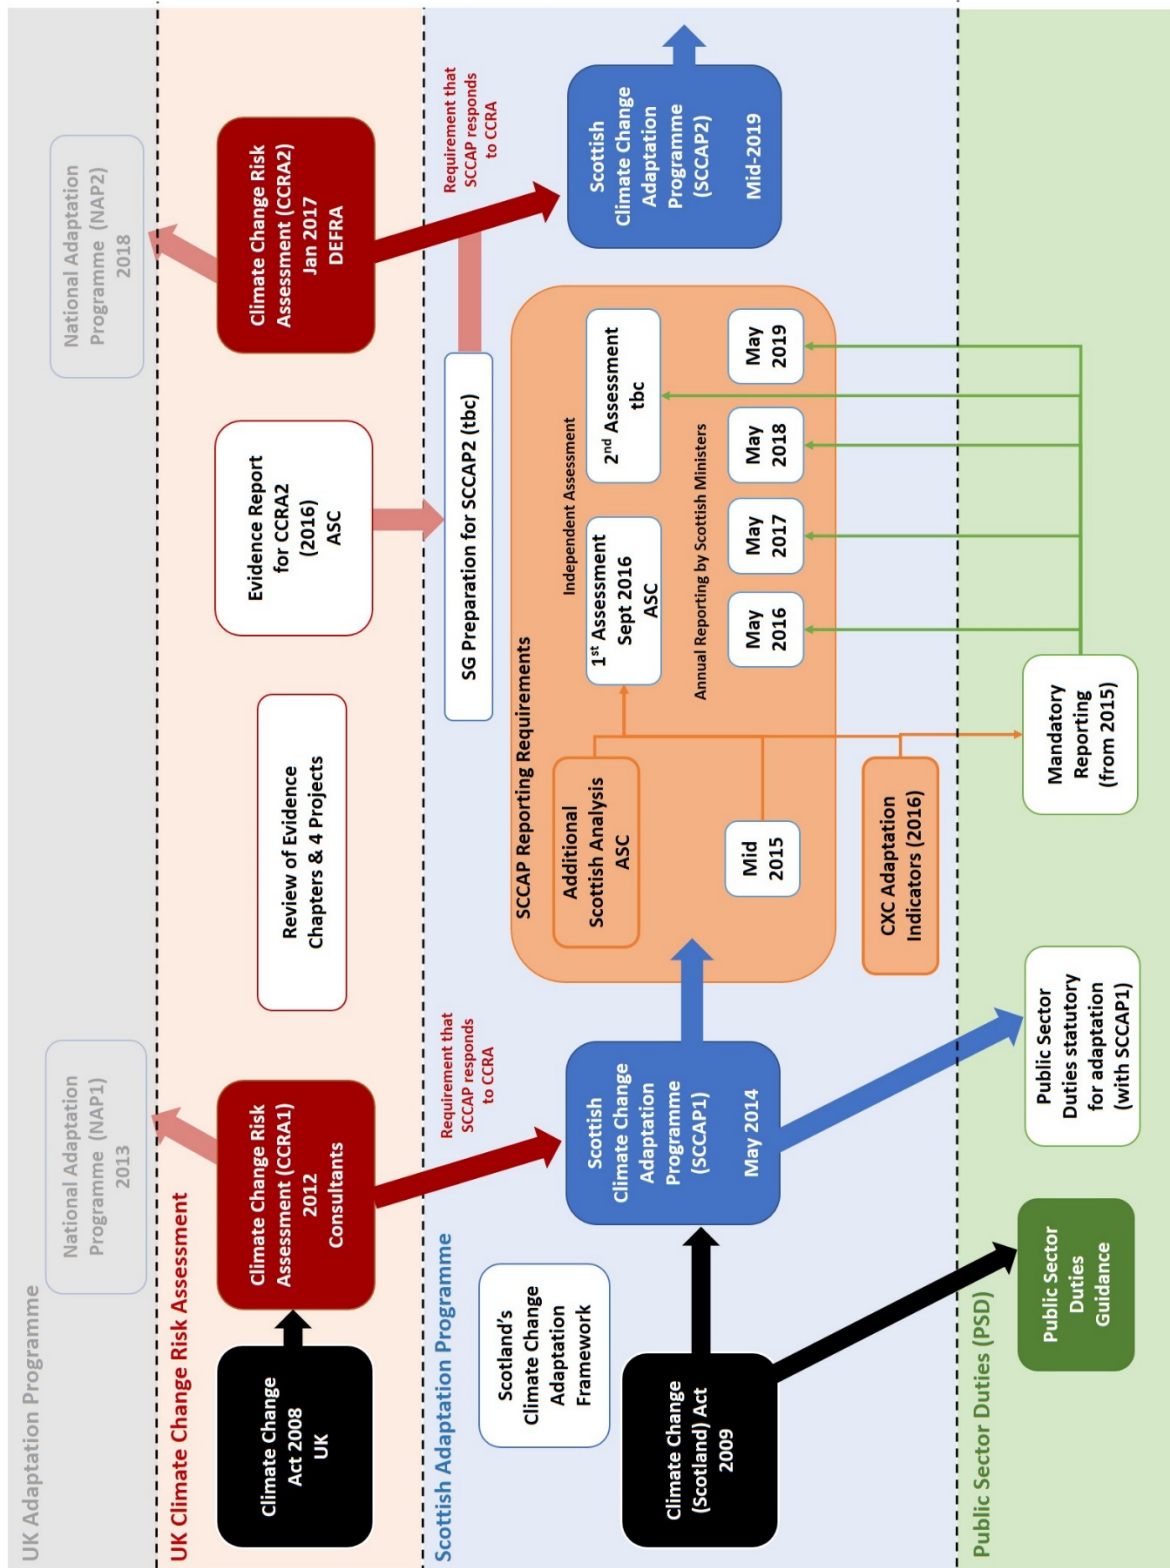 UK Adaptation Programme
National Adaptation
Programme (NAP1)
2013
National Adaptation
Programme (NAP2)
2018
UK Climate Change Risk Assessment
Climate Change
Act 2008
UK
Climate Change Risk
Assessment (CCRA1)
2012
Consultants
Review of Evidence
Chapters & 4 Projects
Evidence Report
for CCRA2
(2016)
ASC
Climate Change Risk
Assessment (CCRA2)
Jan 2017
DEFRA
Scottish Adaptation Programme
Requirement that
SCCAP responds
to CCRA
SG Preparation for SCCAP2 (tbc)
Requirement that
SCCAP responds
to CCRA
Scotland's
Climate Change
Adaptation
Framework
Climate Change
(Scotland) Act
2009
Scottish
Climate Change
Adaptation
Programme
(SCCAP1)
May 2014
SCCAP Reporting Requirements
Additional
Scottish Analysis
ASC
Independent Assessment
1st Assessment
Sept 2016
ASC
2nd Assessment
tbc
Annual Reporting by Scottish Ministers
Mid
2015
May
2016
May
2017
May
2018
May
2019
CXC Adaptation
Indicators (2016)
Scottish
Climate Change
Adaptation
Programme
(SCCAP2)
Mid-2019
Public Sector Duties (PSD)
Public Sector
Duties
Guidance
Public Sector
Duties statutory
for adaptation
(with SCCAP1)
Mandatory
Reporting
(from 2015)